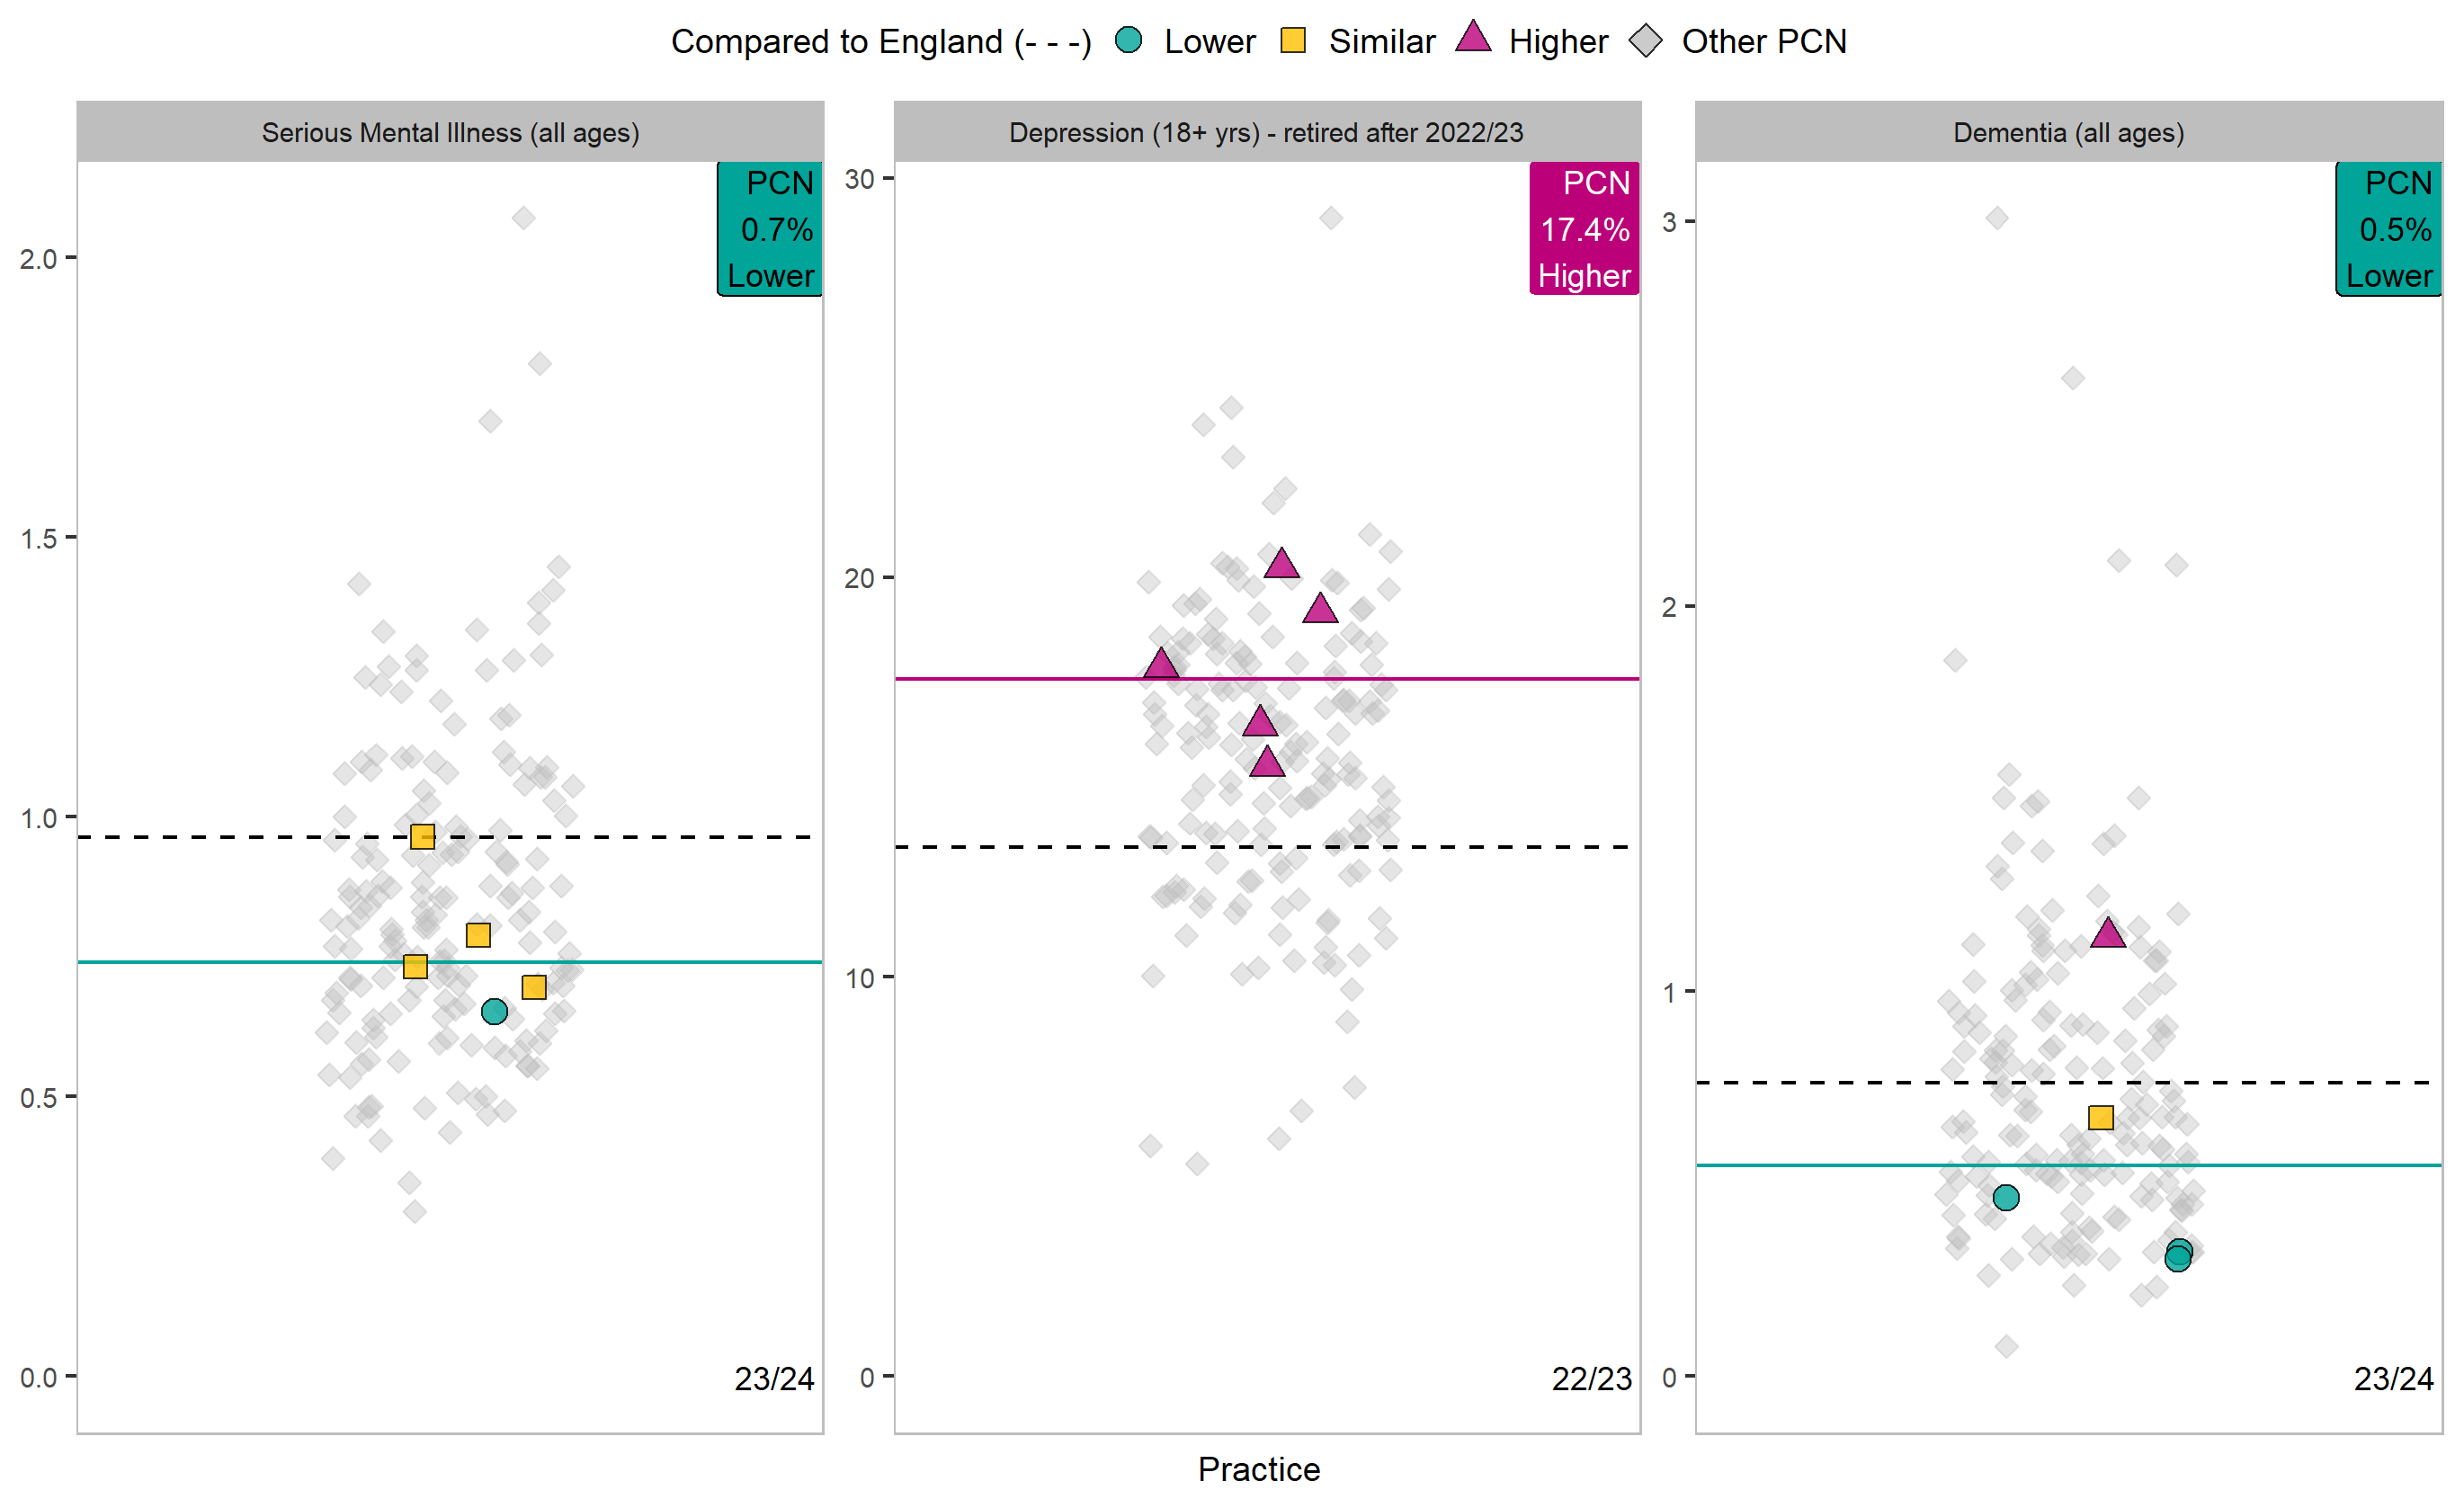 Compared to England (- - -) Lower Similar Higher Other PCN
Serious Mental Illness (all ages)
PCN
0.7%
Lower
2.0
1.5
1.0
0.5
0.0
23/24
Depression (18+ yrs) - retired after 2022/23
PCN
17.4%
Higher
30
20
10
0
22/23
Dementia (all ages)
PCN
0.5%
Lower
3
2
1
0
23/24
Practice